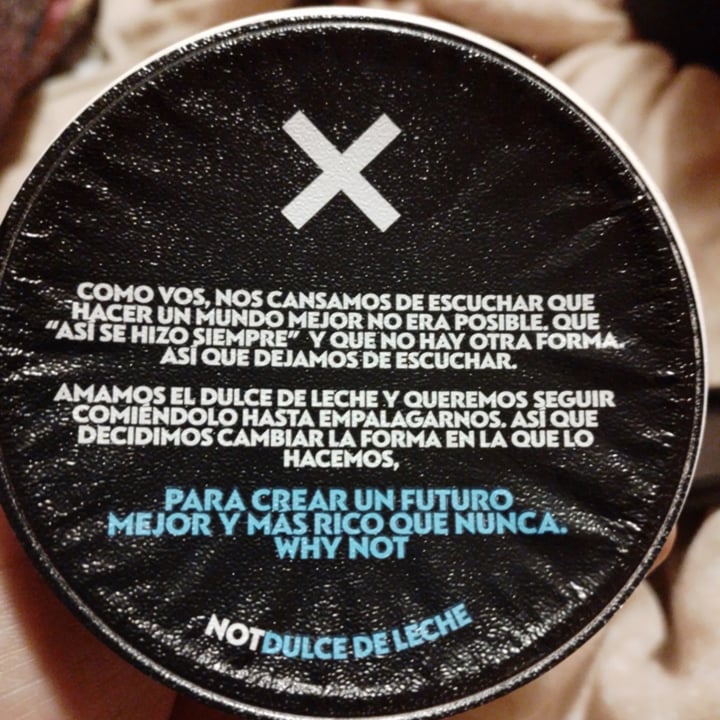 COMO VOS, NOS CANSAMOS DE ESCUCHAR QUE
HACER UN MUNDO MEJOR NO ERA POSIBLE. QUE
“ASÍ SE HIZO SIEMPRE” Y QUE NO HAY OTRA FORMA.
ASÍ QUE DEJAMOS DE ESCUCHAR.
AMAMOS EL DULCE DE LECHE Y QUEREMOS SEGUIR
COMIÉNDOLO HASTA EMPALAGARNOS. ASÍ QUE
DECIDIMOS CAMBIAR LA FORMA EN LA QUE LO
HACEMOS,
PARA CREAR UN FUTURO
MEJOR Y MÁS RICO QUE NUNCA.
WHY NOT
NOTDULCE DE LECHE